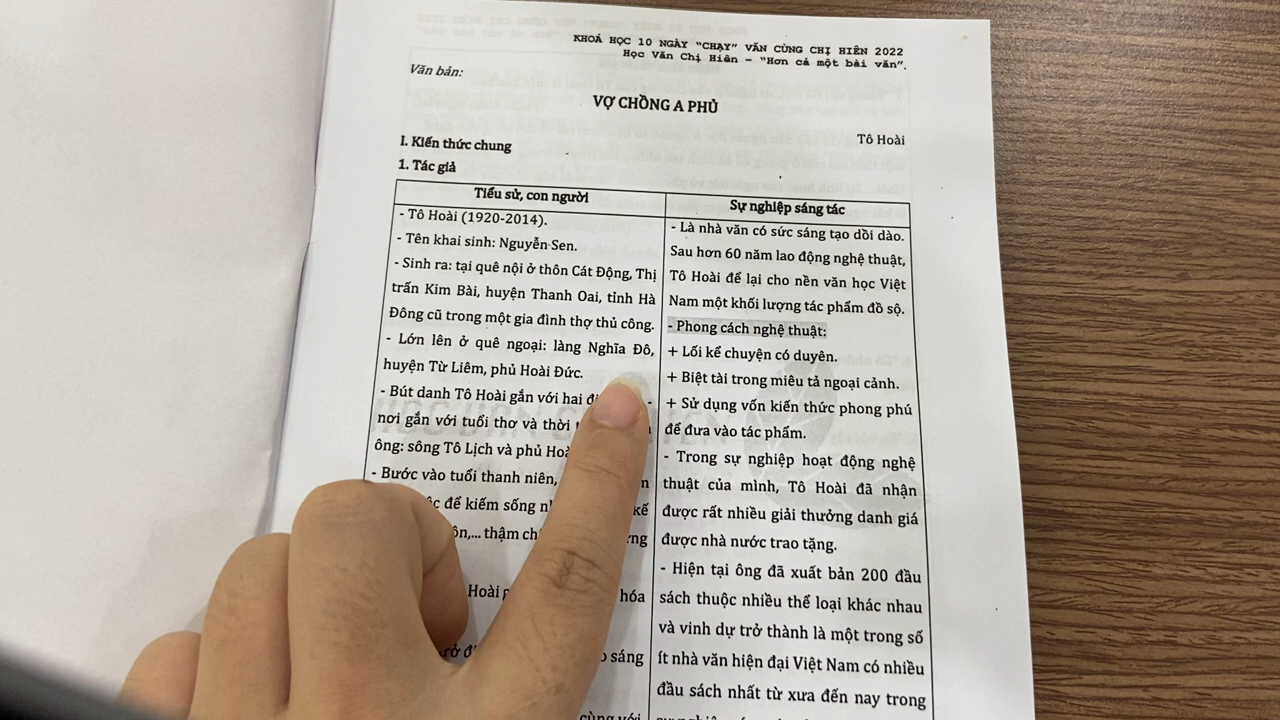 KHOÁ HỌC 10 NGÀY "CHẠY" VĂN CÙNG CHỊ HIÊN 2022
Học Văn Chị Hiên – "Hơn cả một bài văn".
Văn bản:
VỢ CHỒNG A PHỦ
Tô Hoài
I. Kiến thức chung
1. Tác giả
Tiểu sử, con người
- Tô Hoài (1920-2014).
- Tên khai sinh: Nguyễn Sen.
- Sinh ra: tại quê nội ở thôn Cát Động, Thị
trấn Kim Bài, huyện Thanh Oai, tỉnh Hà
Đông cũ trong một gia đình thợ thủ công.
- Lớn lên ở quê ngoại: làng Nghĩa Đô,
huyện Từ Liêm, phủ Hoài Đức.
- Bút danh Tô Hoài gắn với hai
nơi gắn với tuổi thơ và thời
ông: sông Tô Lịch và phủ
- Bước vào tuổi thanh niên,
để kiếm sống kế
thậm
Hoài hóa
sáng
cùng với
Sự nghiệp sáng tác
- Là nhà văn có sức sáng tạo dồi dào.
Sau hơn 60 năm lao động nghệ thuật,
Tô Hoài để lại cho nền văn học Việt
Nam một khối lượng tác phẩm đồ sộ.
- Phong cách nghệ thuật:
+ Lối kể chuyện có duyên.
+ Biệt tài trong miêu tả ngoại cảnh.
+ Sử dụng vốn kiến thức phong phú
để đưa vào tác phẩm.
- Trong sự nghiệp hoạt động nghệ
thuật của mình, Tô Hoài đã nhận
được rất nhiều giải thưởng danh giá
được nhà nước trao tặng.
- Hiện tại ông đã xuất bản 200 đầu
sách thuộc nhiều thể loại khác nhau
và vinh dự trở thành là một trong số
ít nhà văn hiện đại Việt Nam có nhiều
đầu sách nhất từ xưa đến nay trong